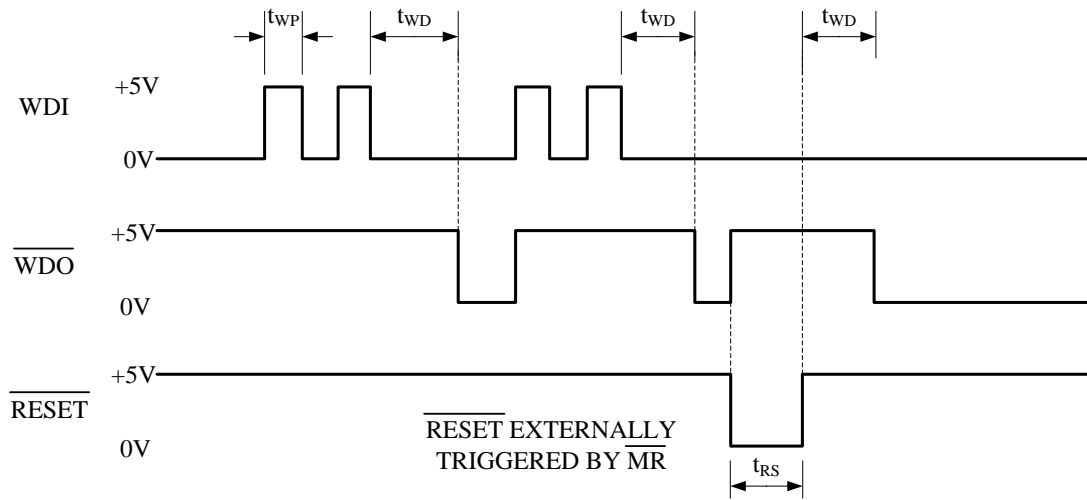 tWP
tWD
tWD
tWD
+5V
WDI
0V
+5V
WDO
0V
+5V
RESET
0V
RESET EXTERNALLY
TRIGGERED BY MR
tRS